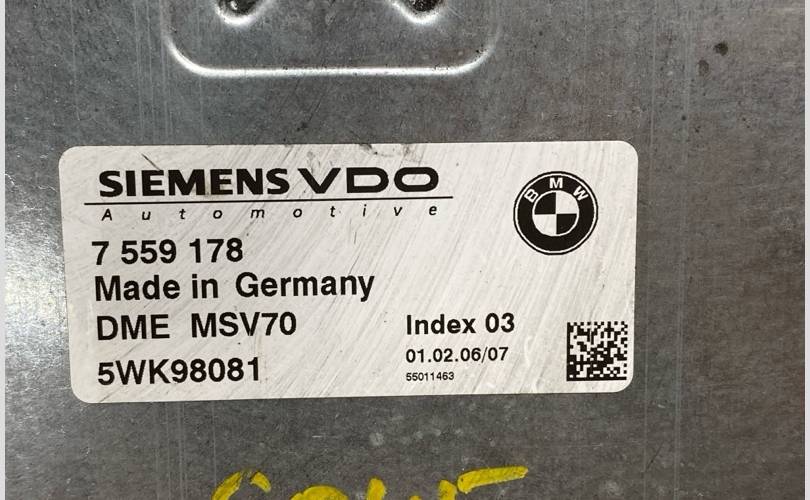 SIEMENS VDO
Automotive
BMW
7 559 178
Made in Germany
DME MSV70
Index 03
5WK98081
01.02.06/07
55011463